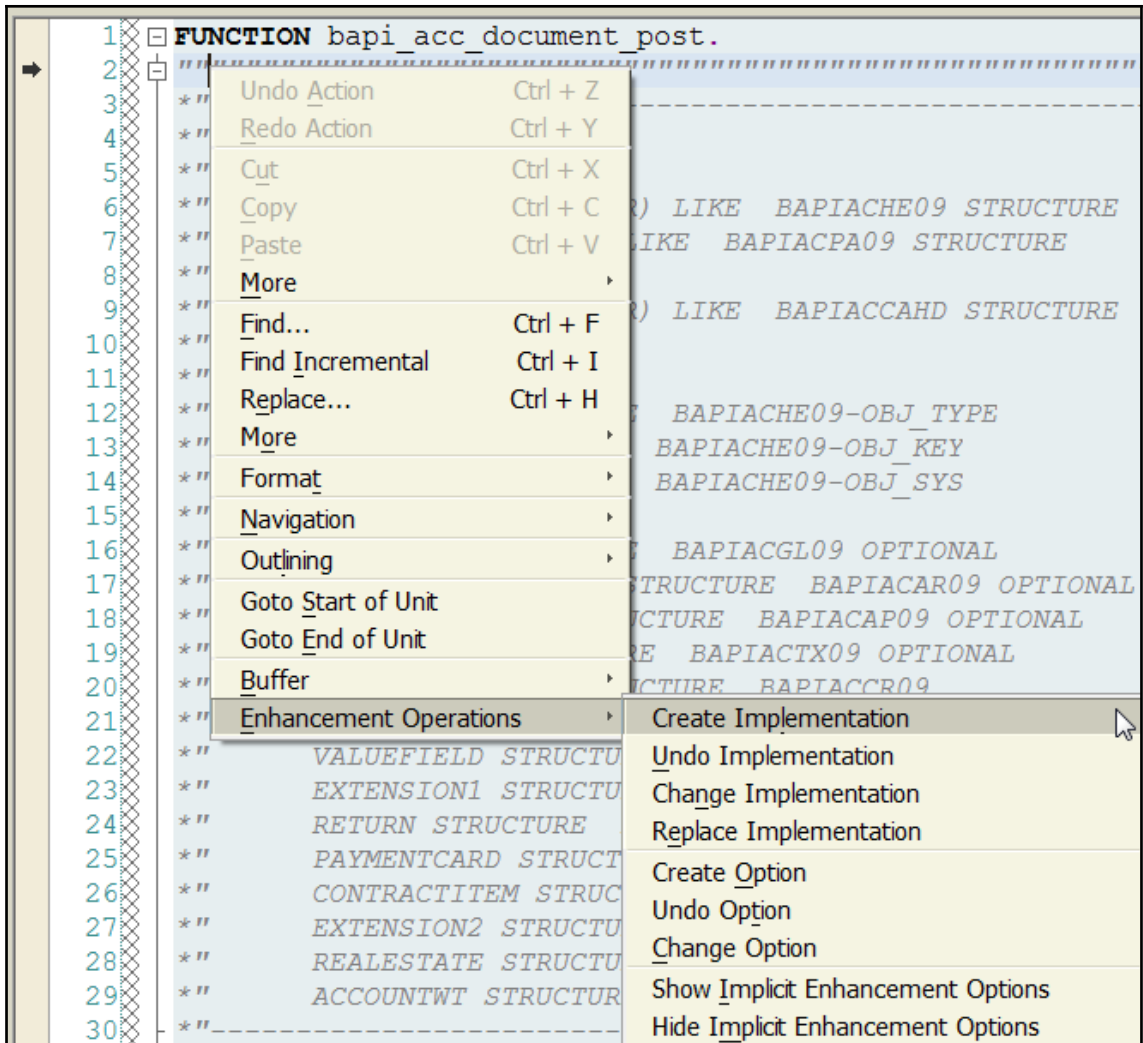 1 FUNCTION bapi_acc_document_post.
2 """"""""""""""""""""""""""""""""""""""""""""""""""""""""
3 *" ------------------------------
4 *"
5 *"
6 *" R) LIKE BAPIACHE09 STRUCTURE
7 *" LIKE BAPIACPA09 STRUCTURE
8 *"
9 *" R) LIKE BAPIACCAHD STRUCTURE
10 *"
11 *"
12 *" BAPIACHE09-OBJ_TYPE
13 *" BAPIACHE09-OBJ_KEY
14 *" BAPIACHE09-OBJ_SYS
15 *"
16 *" BAPIACGL09 OPTIONAL
17 *" STRUCTURE BAPIACAR09 OPTIONAL
18 *" UCTURE BAPIACAP09 OPTIONAL
19 *" RE BAPIACTX09 OPTIONAL
20 *" UCTURE BAPIACCR09
21 *"
22 *" VALUEFIELD STRUCTU
23 *" EXTENSION1 STRUCTU
24 *" RETURN STRUCTURE
25 *" PAYMENTCARD STRUCT
26 *" CONTRACTITEM STRUC
27 *" EXTENSION2 STRUCTU
28 *" REALESTATE STRUCTU
29 *" ACCOUNTWT STRUCTUR
30 *"------------------------
Undo Action Ctrl + Z
Redo Action Ctrl + Y
Cut Ctrl + X
Copy Ctrl + C
Paste Ctrl + V
More
Find... Ctrl + F
Find Incremental Ctrl + I
Replace... Ctrl + H
More
Format
Navigation
Outlining
Goto Start of Unit
Goto End of Unit
Buffer
Enhancement Operations
Create Implementation
Undo Implementation
Change Implementation
Replace Implementation
Create Option
Undo Option
Change Option
Show Implicit Enhancement Options
Hide Implicit Enhancement Options